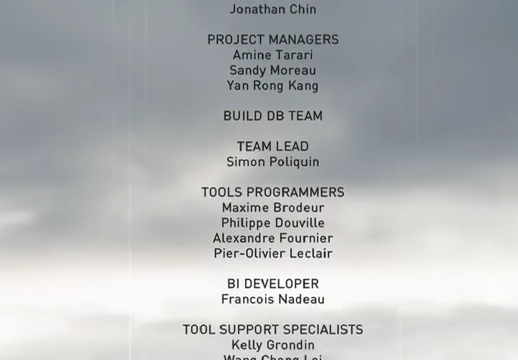 Jonathan Chin
PROJECT MANAGERS
Amine Tarari
Sandy Moreau
Yan Rong Kang
BUILD DB TEAM
TEAM LEAD
Simon Poliquin
TOOLS PROGRAMMERS
Maxime Brodeur
Philippe Douville
Alexandre Fournier
Pier-Olivier Leclair
BI DEVELOPER
Francois Nadeau
TOOL SUPPORT SPECIALISTS
Kelly Grondin